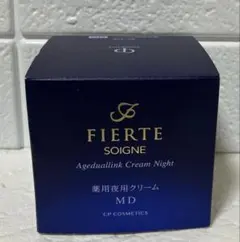 FIERTE
SOIGNE
Ageduallink Cream Night
薬用夜用クリーム
MD
CP COSMETICS